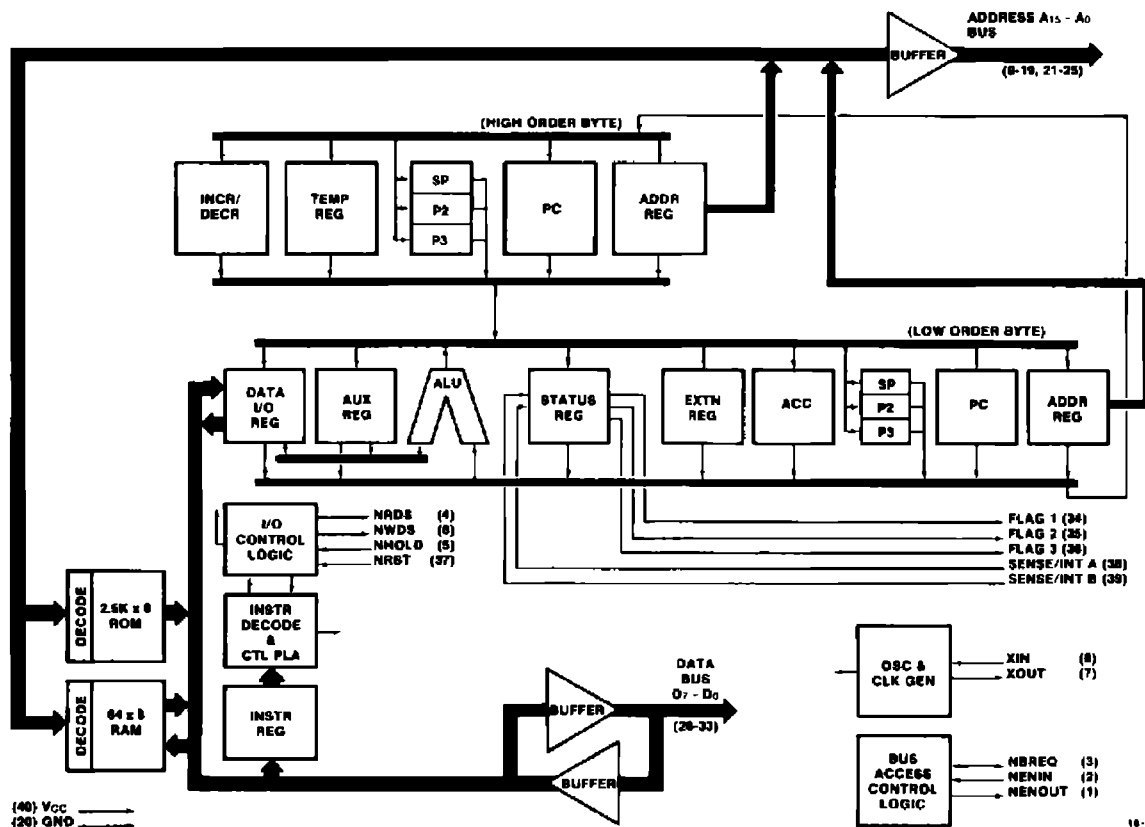 ADDRESS A15 - A0
BUS
BUFFER
(9-19, 21-25)
(HIGH ORDER BYTE)
INCR/
DECR
TEMP
REG
SP
P2
P3
PC
ADDR
REG
(LOW ORDER BYTE)
DATA
I/O
REG
AUX
REG
ALU
STATUS
REG
EXTN
REG
ACC
SP
P2
P3
PC
ADDR
REG
I/O
CONTROL
LOGIC
NRDS (4)
NWDS (6)
NHOLD (5)
NRST (37)
FLAG 1 (34)
FLAG 2 (35)
FLAG 3 (36)
SENSE/INT A (38)
SENSE/INT B (39)
DECODE
2.5K x 8
ROM
INSTR
DECODE
&
CTL PLA
DECODE
64 x 8
RAM
INSTR
REG
DATA
BUS
D7 - D0
BUFFER
(26-33)
BUFFER
OSC &
CLK GEN
XIN
XOUT (7)
BUS
ACCESS
CONTROL
LOGIC
NBREQ (3)
NENIN (2)
NENOUT (1)
(40) VCC
(20) GND